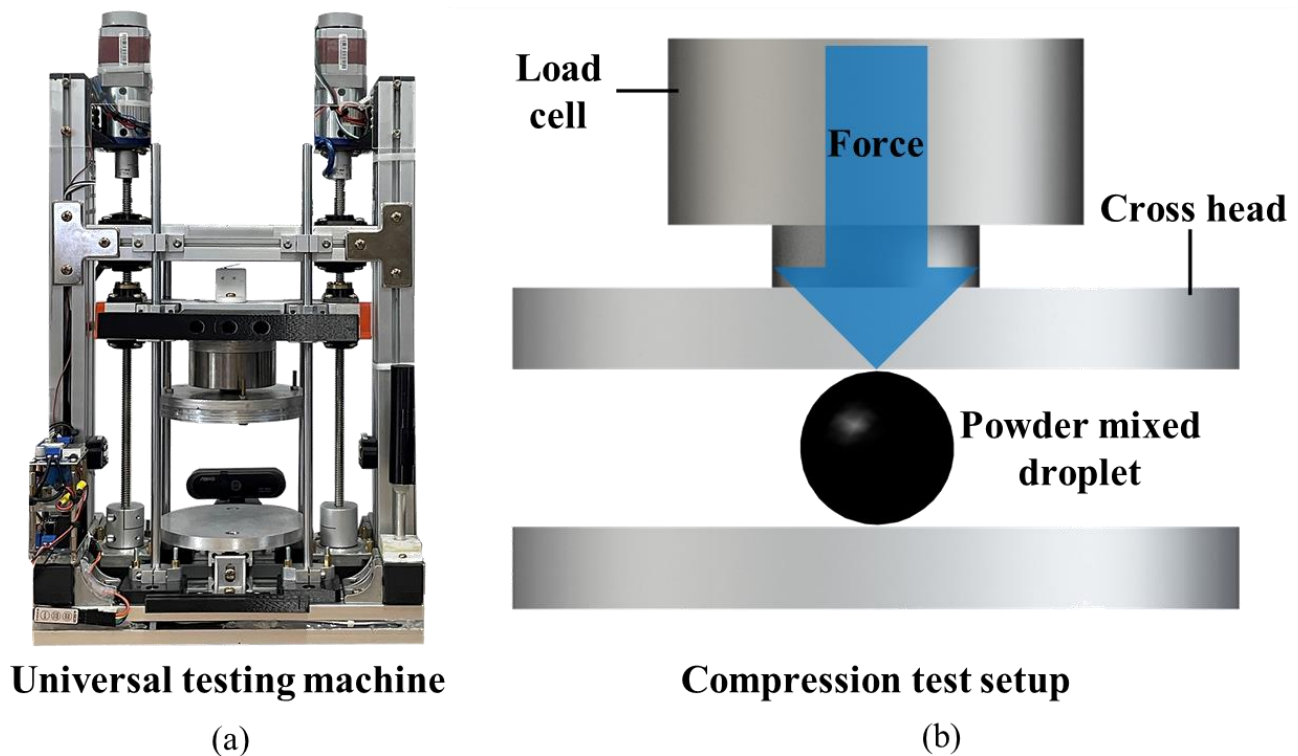 Load
cell
Force
Cross head
Powder mixed
droplet
Universal testing machine
Compression test setup
(a)
(b)